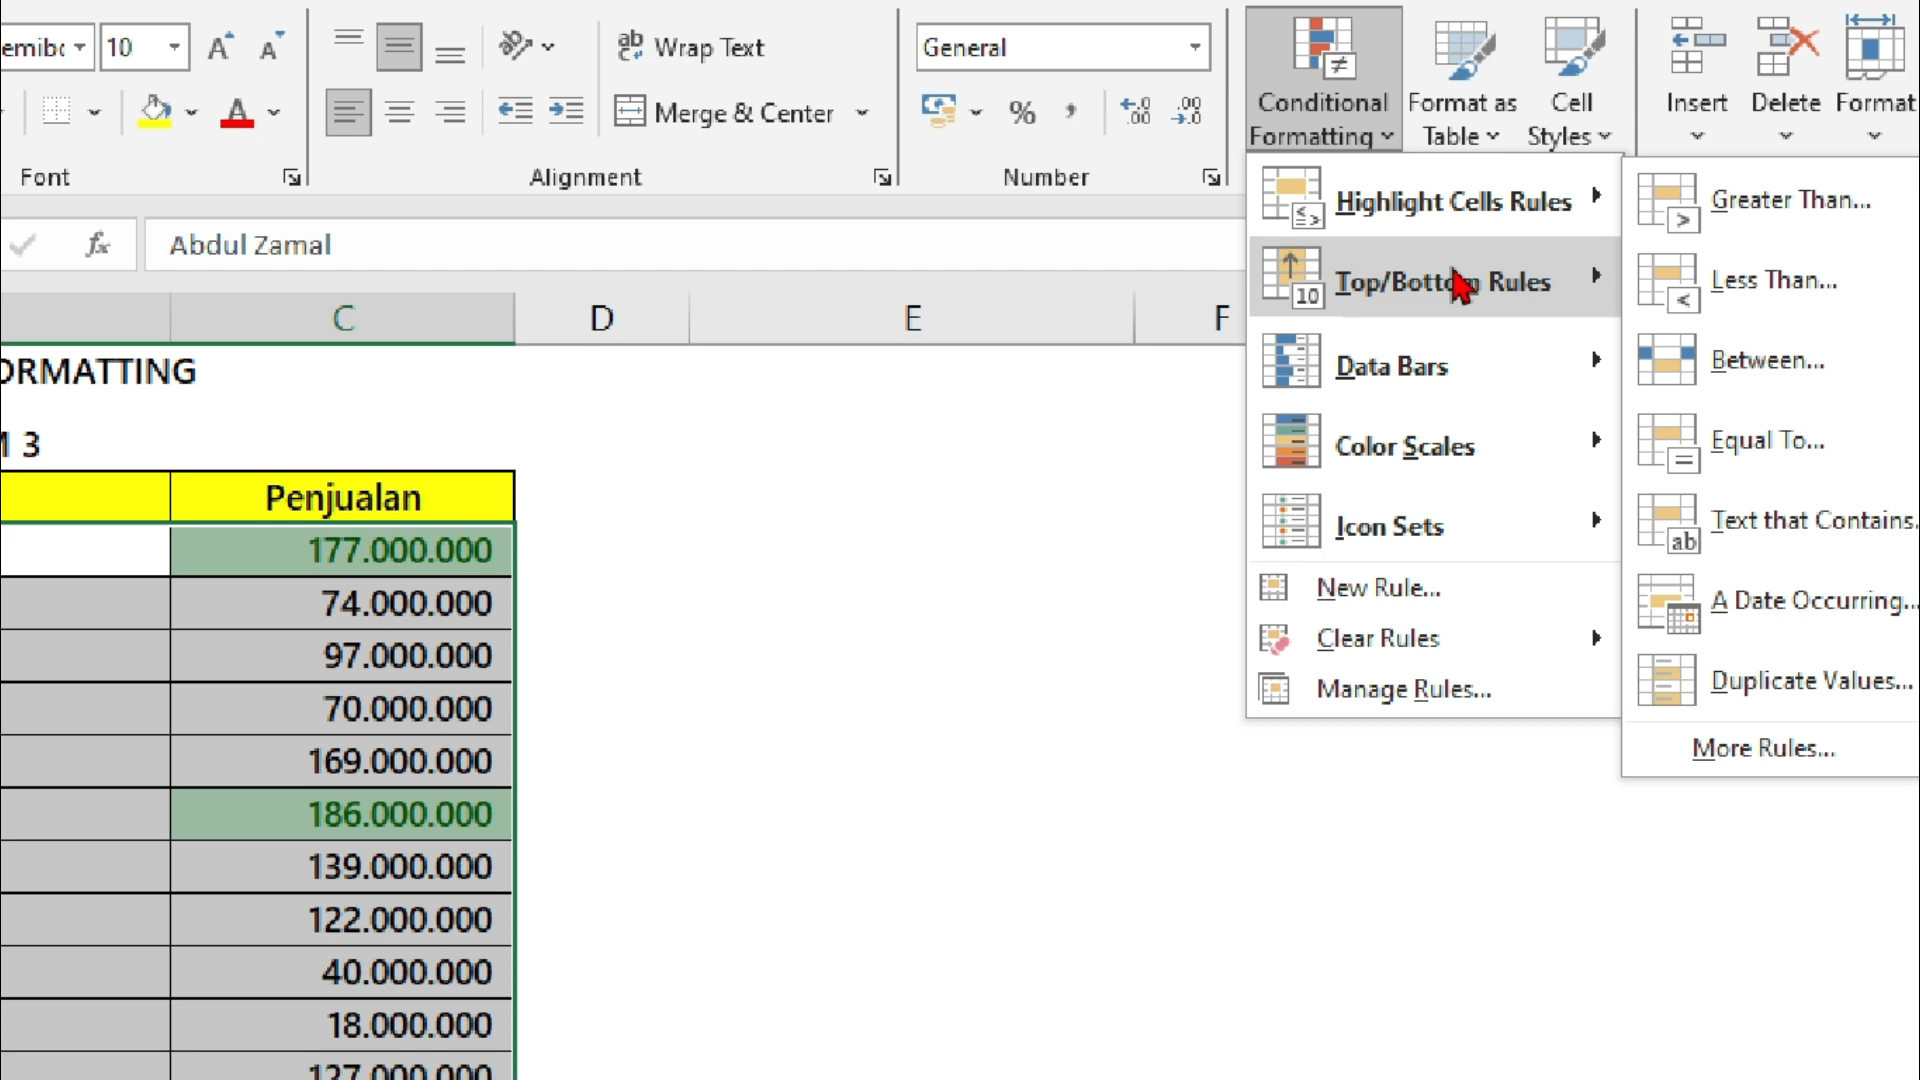 10
Wrap Text
General
Conditional Formatting
Format as Table
Cell Styles
Insert
Delete
Format
Merge & Center
%
Font
Alignment
Number
fx
Abdul Zamal
C
D
E
F
ORMATTING
3
Penjualan
177.000.000
74.000.000
97.000.000
70.000.000
169.000.000
186.000.000
139.000.000
122.000.000
40.000.000
18.000.000
Highlight Cells Rules
Top/Bottom Rules
Data Bars
Color Scales
Icon Sets
New Rule...
Clear Rules
Manage Rules...
Greater Than...
Less Than...
Between...
Equal To...
Text that Contains.
A Date Occurring...
Duplicate Values...
More Rules...